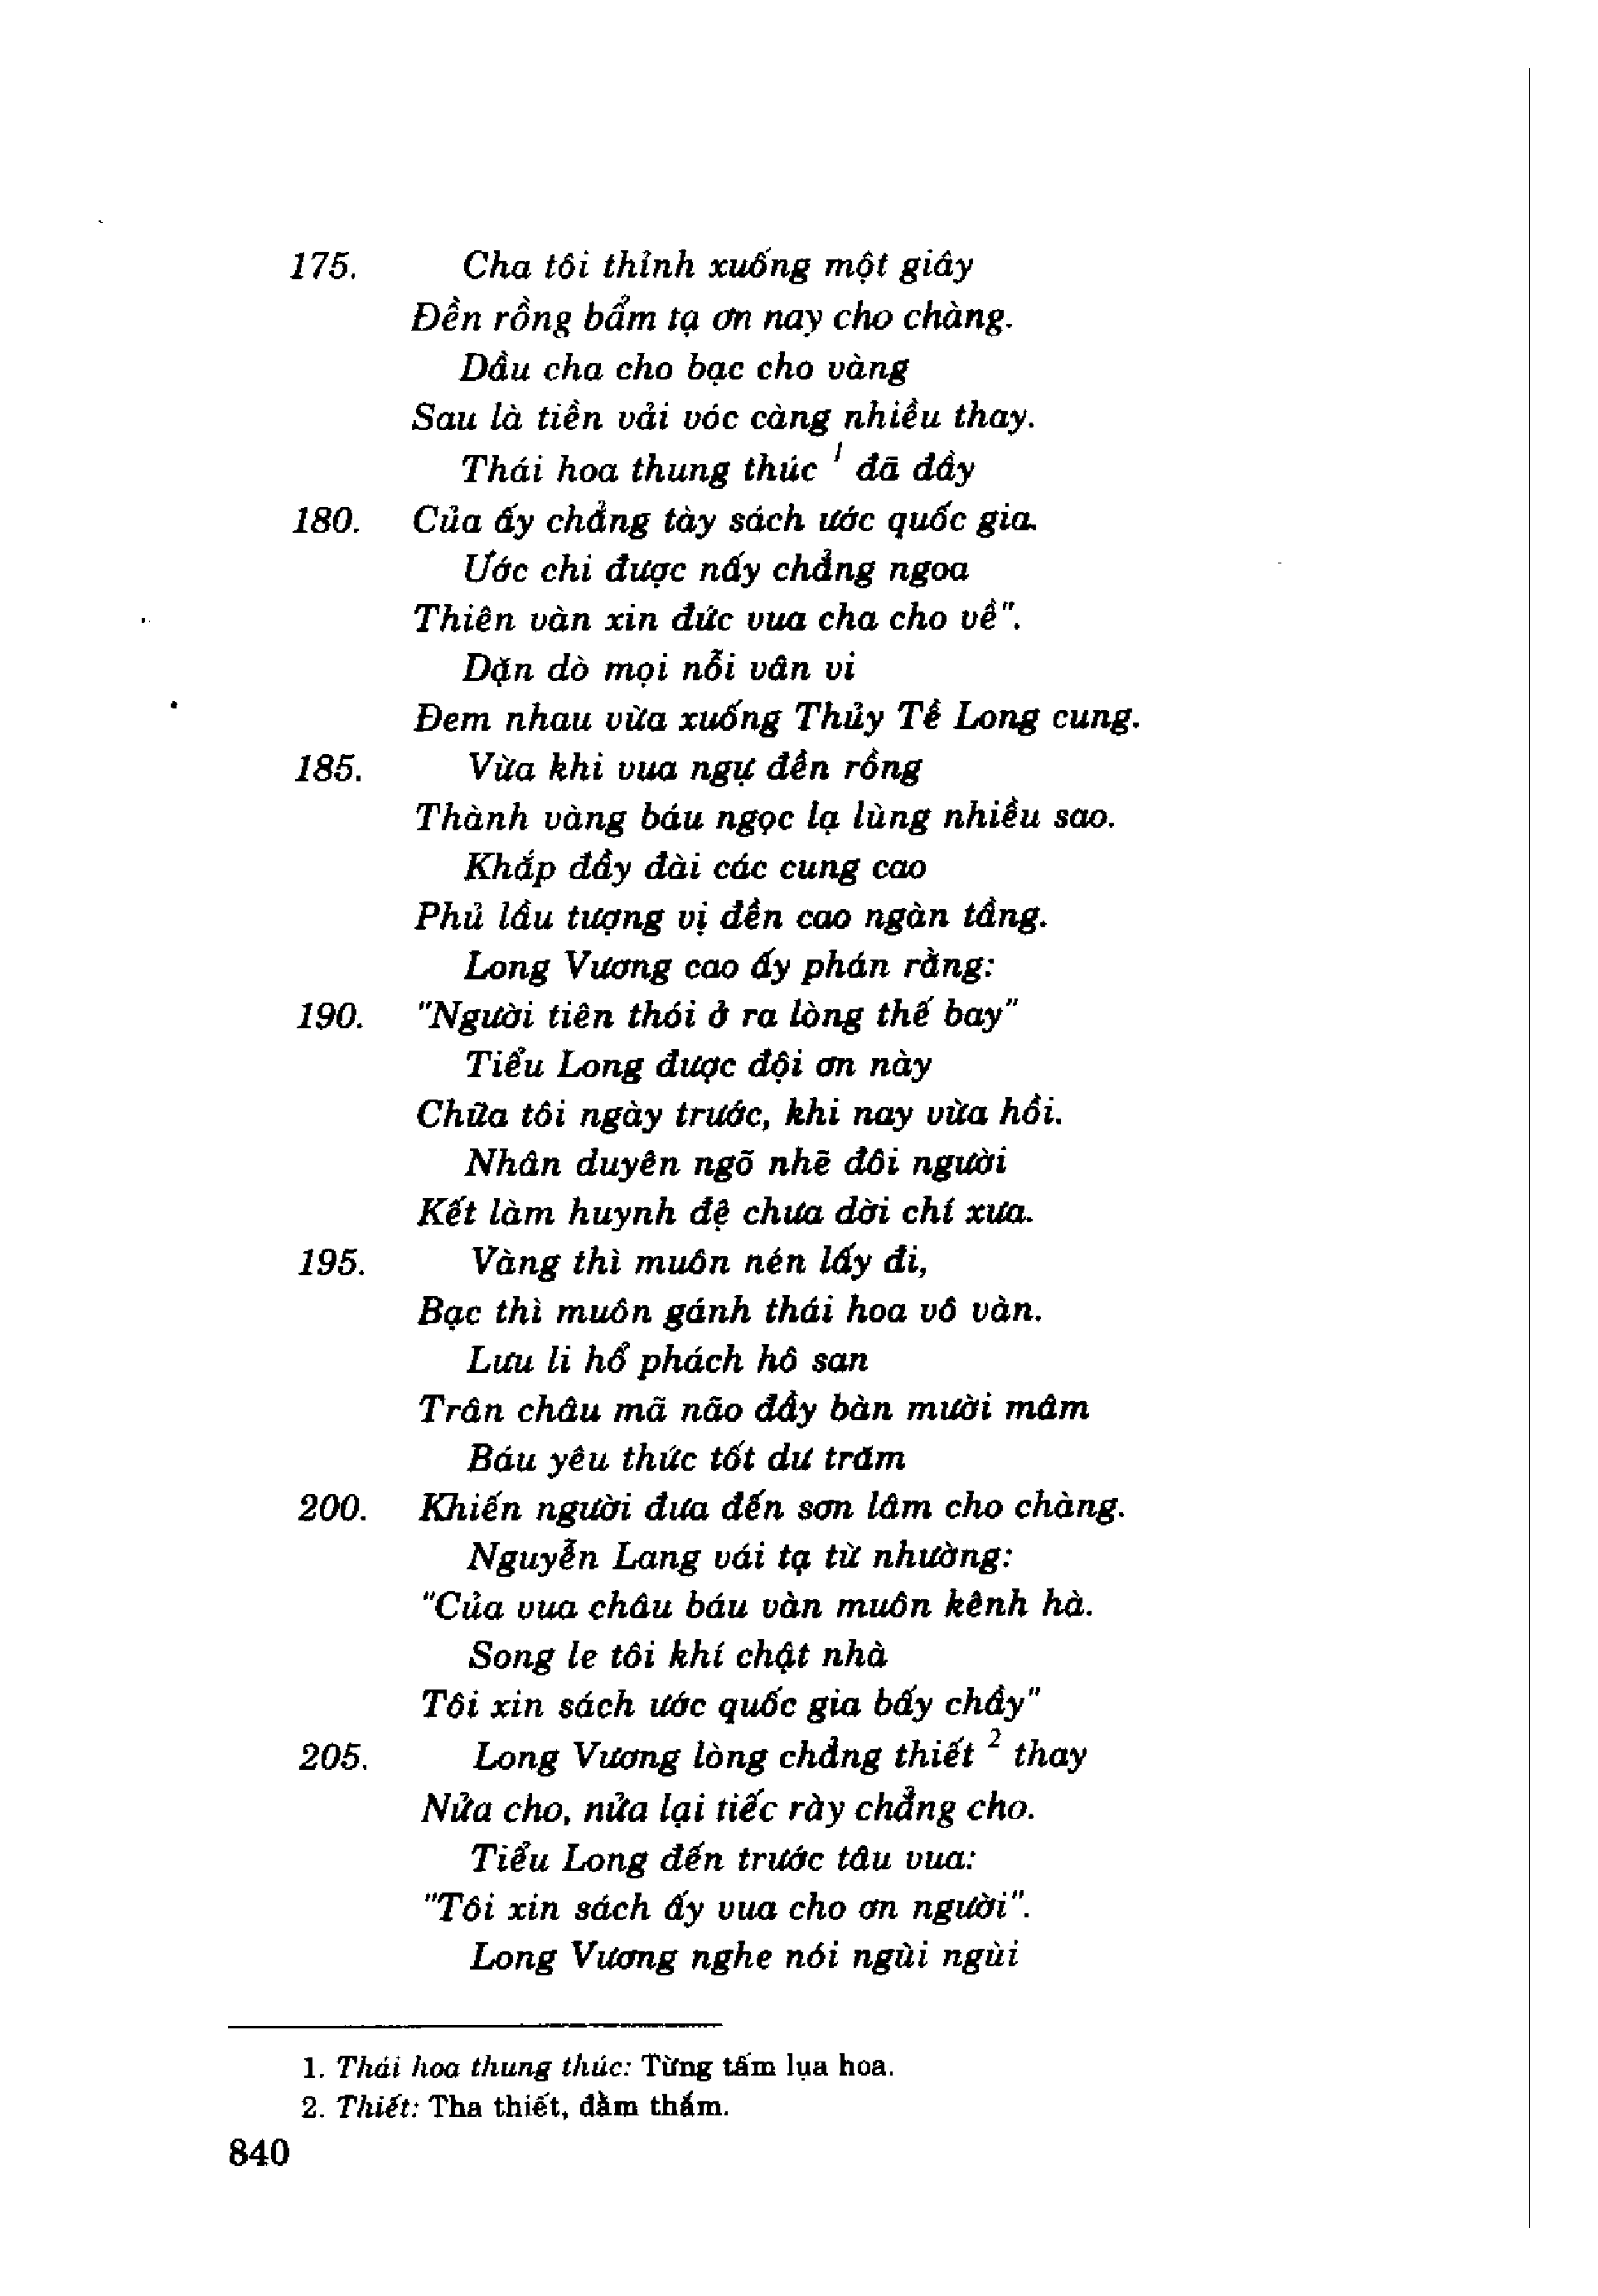 175. Cha tôi thỉnh xuống một giây
Đền rồng bẩm tạ ơn nay cho chàng.
Dầu cha cho bạc cho vàng
Sau là tiền vải vóc càng nhiều thay.
Thái hoa thung thúc 1 đã đầy
180. Của ấy chẳng tày sách ước quốc gia.
Ước chi được nấy chẳng ngoa
Thiên vàn xin đức vua cha cho về".
Dặn dò mọi nỗi vân vi
Đem nhau vừa xuống Thủy Tề Long cung.
185. Vừa khi vua ngự đền rồng
Thành vàng báu ngọc lạ lùng nhiều sao.
Khắp đầy đài các cung cao
Phủ lầu tượng vị đền cao ngàn tầng.
Long Vương cao ấy phán rằng:
190. "Người tiên thói ở ra lòng thế bay"
Tiểu Long được đội ơn này
Chữa tôi ngày trước, khi nay vừa hồi.
Nhân duyên ngõ nhẽ đôi người
Kết làm huynh đệ chưa dời chí xưa.
195. Vàng thì muôn nén lấy đi,
Bạc thì muôn gánh thái hoa vô vàn.
Lưu li hổ phách hô san
Trân châu mã não đầy bàn mười mâm
Báu yêu thức tốt dư trăm
200. Khiến người đưa đến sơn lâm cho chàng.
Nguyễn Lang vái tạ từ nhường:
"Của vua châu báu vàn muôn kênh hà.
Song le tôi khí chật nhà
Tôi xin sách ước quốc gia bấy chầy"
205. Long Vương lòng chẳng thiết 2 thay
Nửa cho, nửa lại tiếc rày chẳng cho.
Tiểu Long đến trước tâu vua:
"Tôi xin sách ấy vua cho ơn người".
Long Vương nghe nói ngùi ngùi
1. Thái hoa thung thúc: Từng tấm lụa hoa.
2. Thiết: Tha thiết, đằm thắm.
840